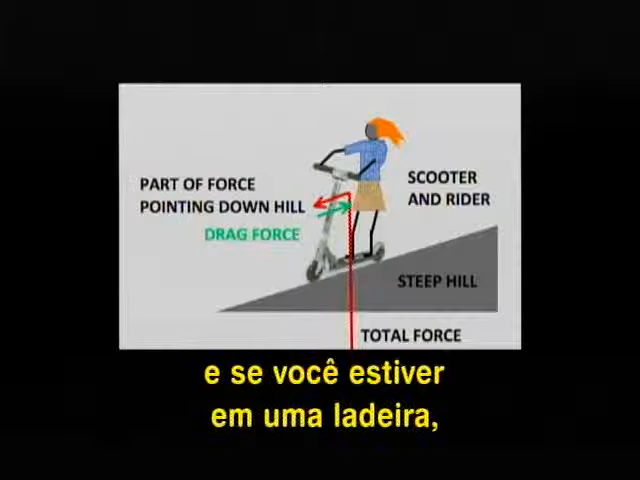 PART OF FORCE
POINTING DOWN HILL
DRAG FORCE
SCOOTER
AND RIDER
STEEP HILL
TOTAL FORCE
e se você estiver
em uma ladeira,